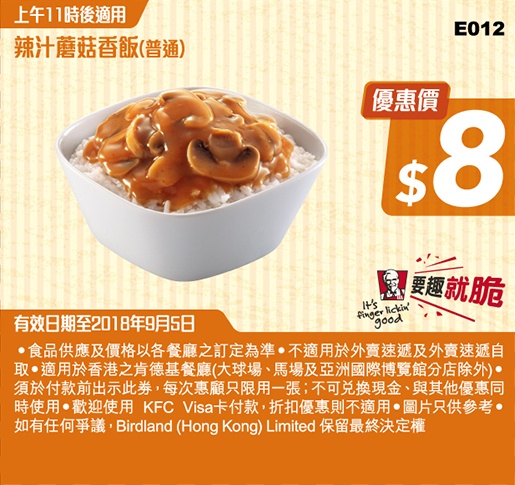 上午11時後適用
E012
辣汁蘑菇香飯(普通)
優惠價
$8
It's finger lickin' good
要趣就脆
有效日期至2018年9月5日
•食品供應及價格以各餐廳之訂定為準•不適用於外賣速遞及外賣速遞自
取•適用於香港之肯德基餐廳(大球場、馬場及亞洲國際博覽館分店除外)•
須於付款前出示此券，每次惠顧只限用一張；不可兌換現金、與其他優惠同
時使用•歡迎使用 KFC Visa卡付款，折扣優惠則不適用•圖片只供參考•
如有任何爭議，Birdland (Hong Kong) Limited 保留最終決定權